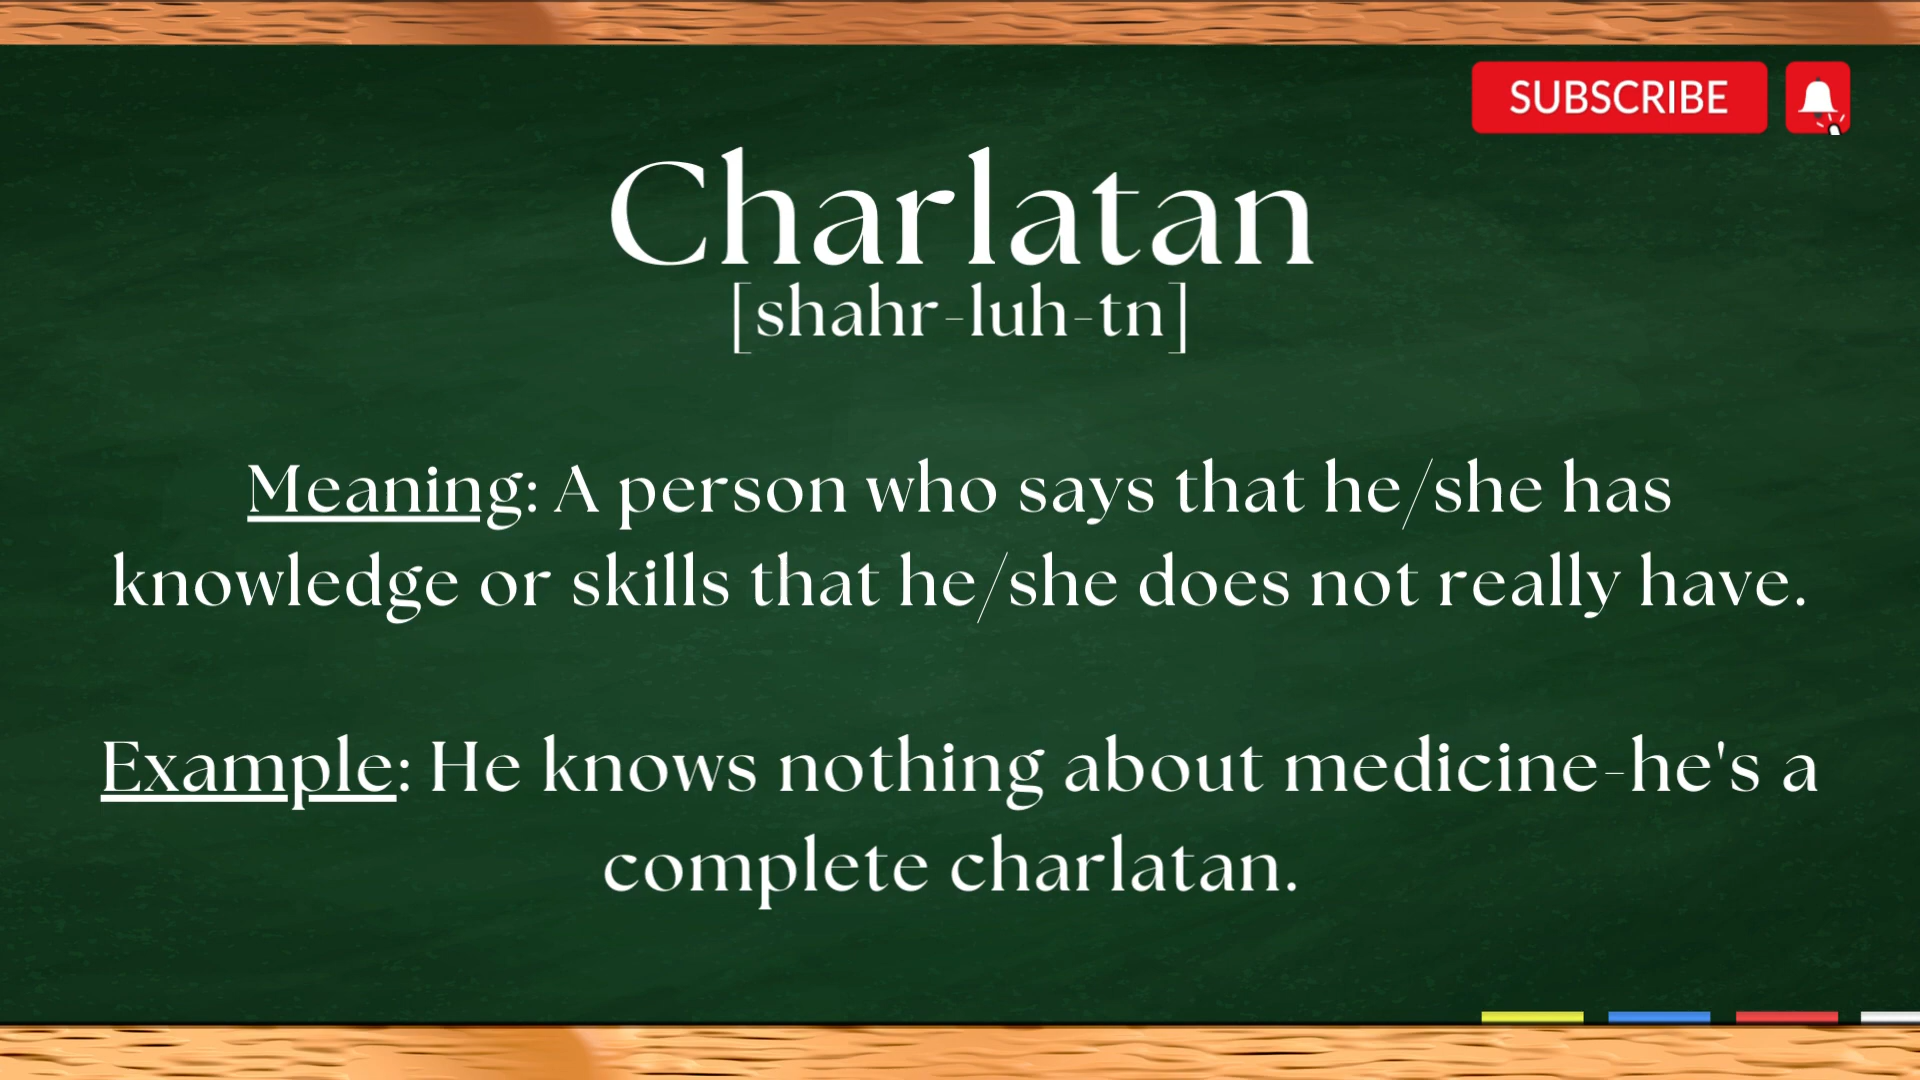 SUBSCRIBE
Charlatan
[shahr-luh-tn]
Meaning: A person who says that he/she has
knowledge or skills that he/she does not really have.
Example: He knows nothing about medicine-he's a
complete charlatan.